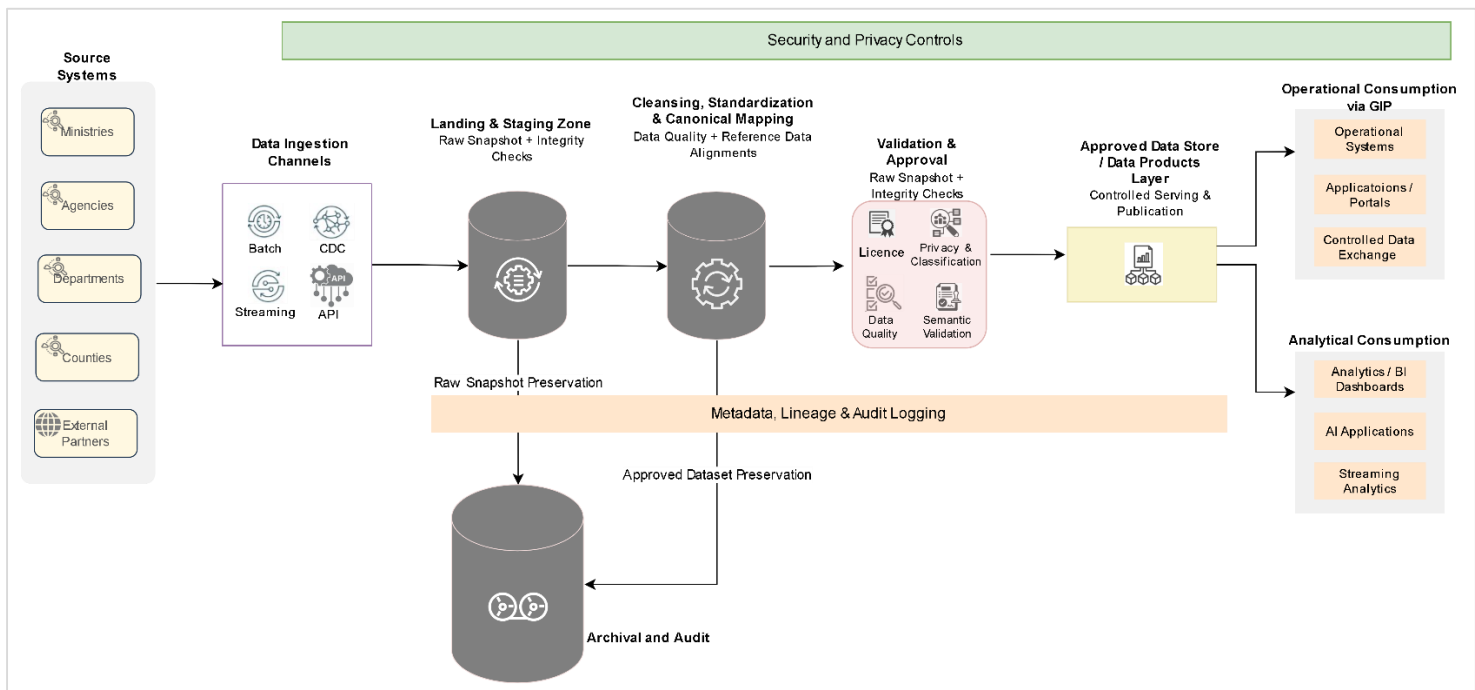 Security and Privacy Controls
Source
Systems
Ministries
Agencies
Departments
Counties
External
Partners
Data Ingestion
Channels
Batch
CDC
Streaming
API
API
Landing & Staging Zone
Raw Snapshot + Integrity
Checks
Cleansing, Standardization
& Canonical Mapping
Data Quality + Reference Data
Alignments
Validation &
Approval
Raw Snapshot +
Integrity Checks
Licence
Privacy &
Classification
Data
Quality
Semantic
Validation
Approved Data Store
/ Data Products
Layer
Controlled Serving &
Publication
Operational Consumption
via GIP
Operational
Systems
Applicatoions /
Portals
Controlled Data
Exchange
Analytical Consumption
Analytics / BI
Dashboards
AI Applications
Streaming
Analytics
Raw Snapshot Preservation
Metadata, Lineage & Audit Logging
Approved Dataset Preservation
Archival and Audit